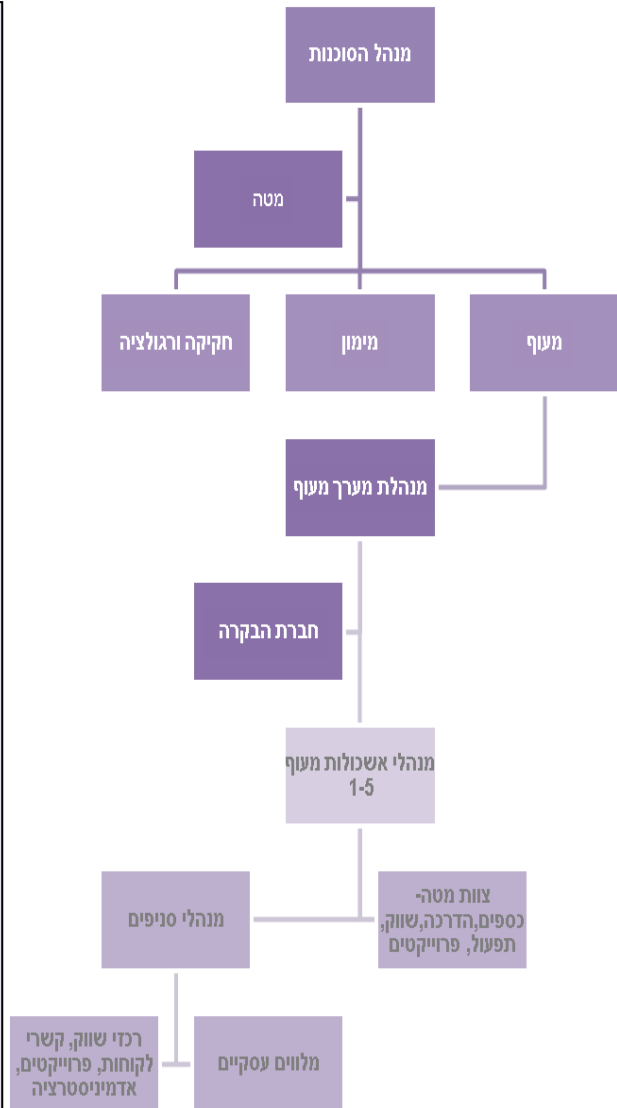 מנהל הסוכנות
מטה
מעוף
מימון
חקיקה ורגולציה
מנהלת מערך מעוף
חברת הבקרה
מנהלי אשכולות מעוף
1-5
צוות מטה-
כספים,הדרכה,שווק,
תפעול, פרוייקטים
מנהלי סניפים
מלווים עסקיים
רכזי שווק, קשרי
לקוחות, פרוייקטים,
אדמיניסטרציה